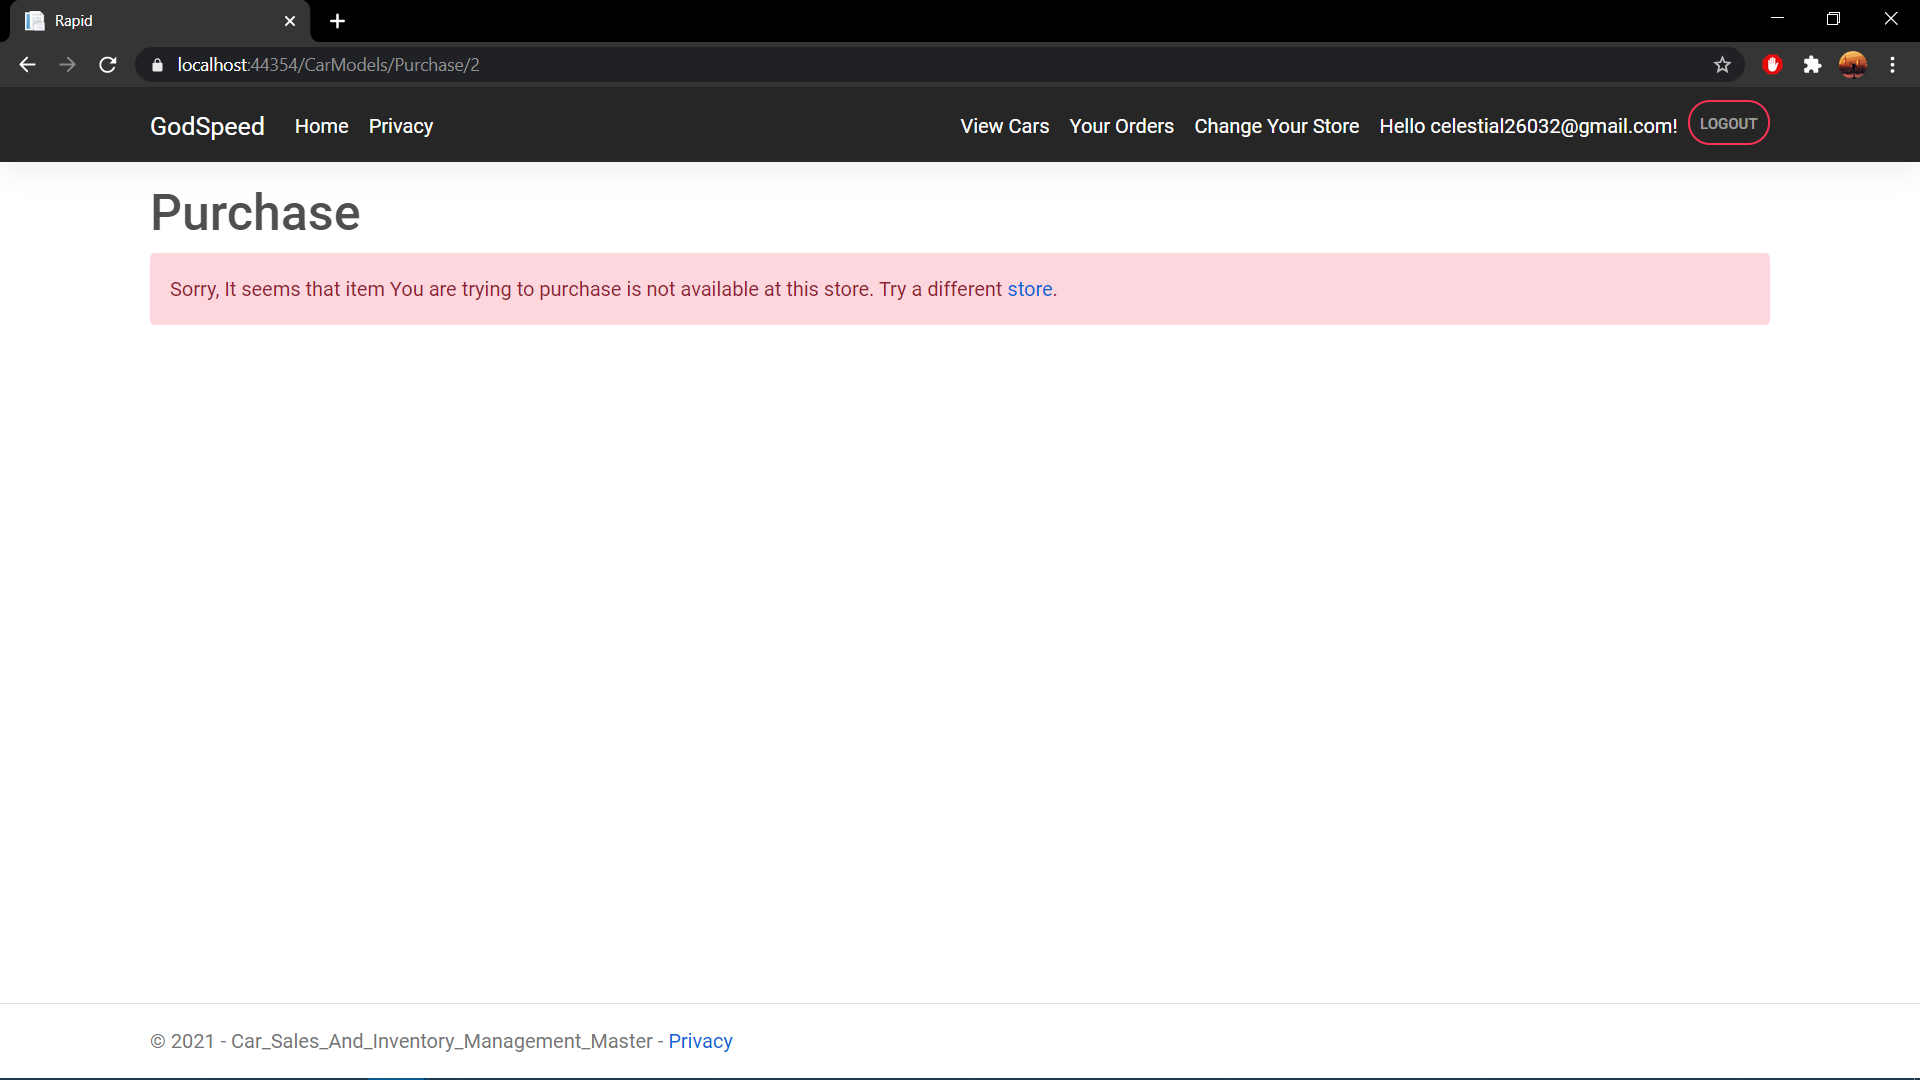 Rapid
localhost:44354/CarModels/Purchase/2
GodSpeed Home Privacy View Cars Your Orders Change Your Store Hello celestial26032@gmail.com! LOGOUT
Purchase
Sorry, It seems that item You are trying to purchase is not available at this store. Try a different store.
© 2021 - Car_Sales_And_Inventory_Management_Master - Privacy